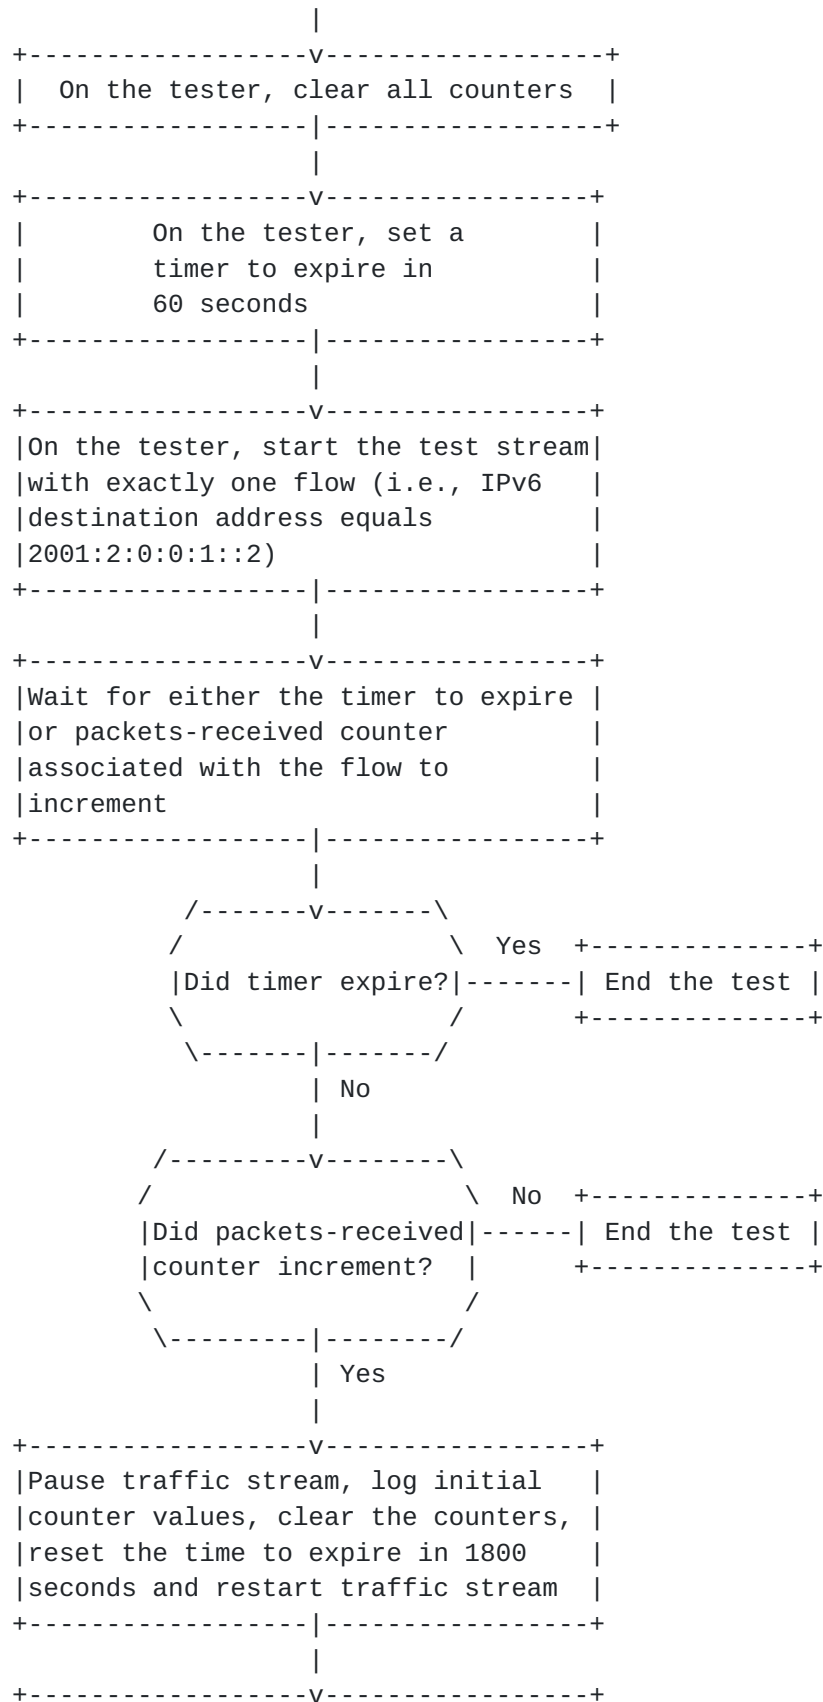 |
+------------------v------------------+
|  On the tester, clear all counters  |
+------------------|------------------+
                   |
+------------------v-----------------+
|        On the tester, set a        |
|        timer to expire in          |
|        60 seconds                  |
+------------------|-----------------+
                   |
+------------------v-----------------+
|On the tester, start the test stream|
|with exactly one flow (i.e., IPv6   |
|destination address equals          |
|2001:2:0:0:1::2)                    |
+------------------|-----------------+
                   |
+------------------v-----------------+
|Wait for either the timer to expire |
|or packets-received counter         |
|associated with the flow to         |
|increment                           |
+------------------|-----------------+
                   |
           /-------v-------\
          /                 \  Yes  +--------------+
          |Did timer expire?|-------| End the test |
          \                 /       +--------------+
           \-------|-------/
                   | No
                   |
         /---------v--------\
        /                    \  No  +--------------+
        |Did packets-received|------| End the test |
        |counter increment?  |      +--------------+
        \                    /
         \---------|--------/
                   | Yes
                   |
+------------------v-----------------+
|Pause traffic stream, log initial   |
|counter values, clear the counters, |
|reset the time to expire in 1800    |
|seconds and restart traffic stream  |
+------------------|-----------------+
                   |
+------------------v-----------------+